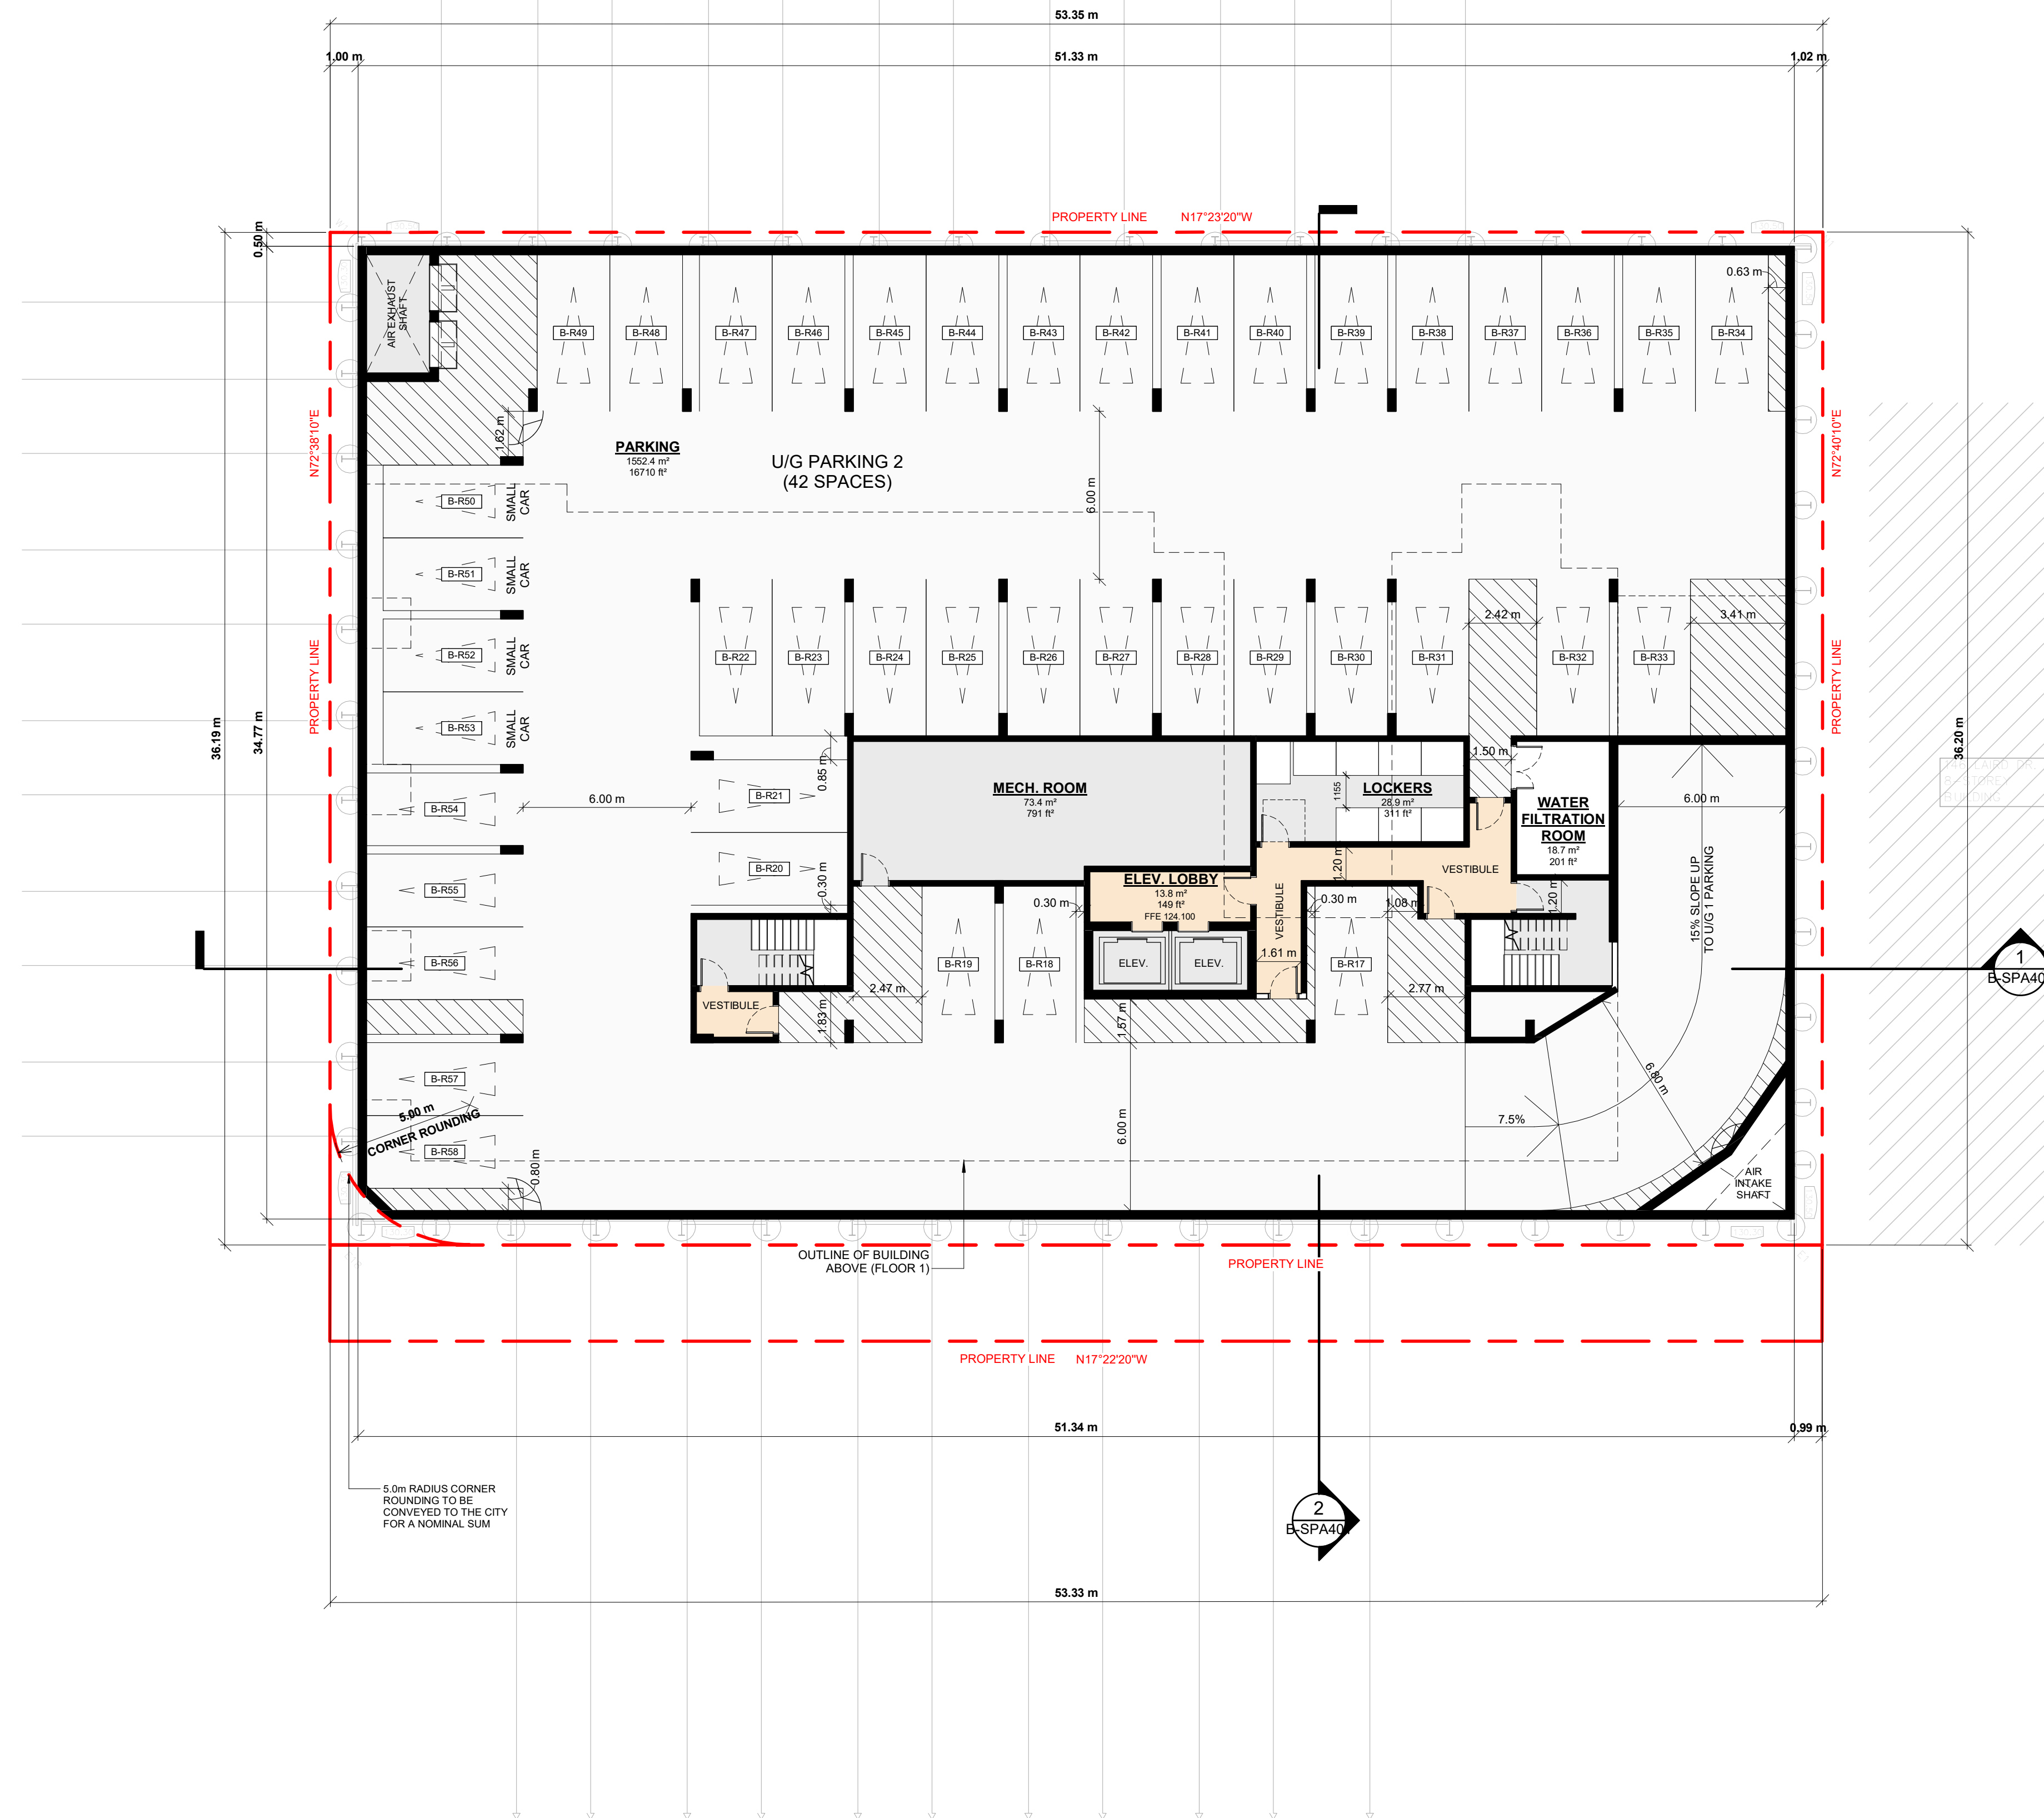 53.35 m
1.00 m
51.33 m
1.02 m
PROPERTY LINE N17°23'20"W
0.50 m
0.63 m
AIR EXHAUST
SHAFT
B-R49
B-R48
B-R47
B-R46
B-R45
B-R44
B-R43
B-R42
B-R41
B-R40
B-R39
B-R38
B-R37
B-R36
B-R35
B-R34
N72°38'10"E
N72°40'10"E
1.62 m
PARKING
1552.4 m²
16710 ft²
U/G PARKING 2
(42 SPACES)
6.00 m
B-R50
SMALL
CAR
B-R51
SMALL
CAR
B-R52
SMALL
CAR
B-R53
SMALL
CAR
PROPERTY LINE
36.19 m
34.77 m
B-R22
B-R23
B-R24
B-R25
B-R26
B-R27
B-R28
B-R29
B-R30
B-R31
2.42 m
B-R32
B-R33
3.41 m
PROPERTY LINE
36.20 m
B-R54
6.00 m
B-R21
0.85 m
MECH. ROOM
73.4 m²
791 ft²
1155
LOCKERS
28.9 m²
311 ft²
1.50 m
WATER
FILTRATION
ROOM
18.7 m²
201 ft²
6.00 m
B-R55
B-R20
0.30 m
ELEV. LOBBY
13.8 m²
149 ft²
FFE 124.100
1.20 m
VESTIBULE
1.20 m
15% SLOPE UP
TO U/G 1 PARKING
0.30 m
VESTIBULE
0.30 m
1.08 m
B-R56
B-R19
B-R18
ELEV.
ELEV.
1.61 m
B-R17
2.47 m
2.77 m
VESTIBULE
1.83 m
1.57 m
1
B-SPA40
B-R57
5.00 m
CORNER ROUNDING
B-R58
0.80 m
6.00 m
7.5%
6.80 m
AIR
INTAKE
SHAFT
OUTLINE OF BUILDING
ABOVE (FLOOR 1)
PROPERTY LINE
PROPERTY LINE N17°22'20"W
51.34 m
0.99 m
5.0m RADIUS CORNER
ROUNDING TO BE
CONVEYED TO THE CITY
FOR A NOMINAL SUM
2
B-SPA40
53.33 m